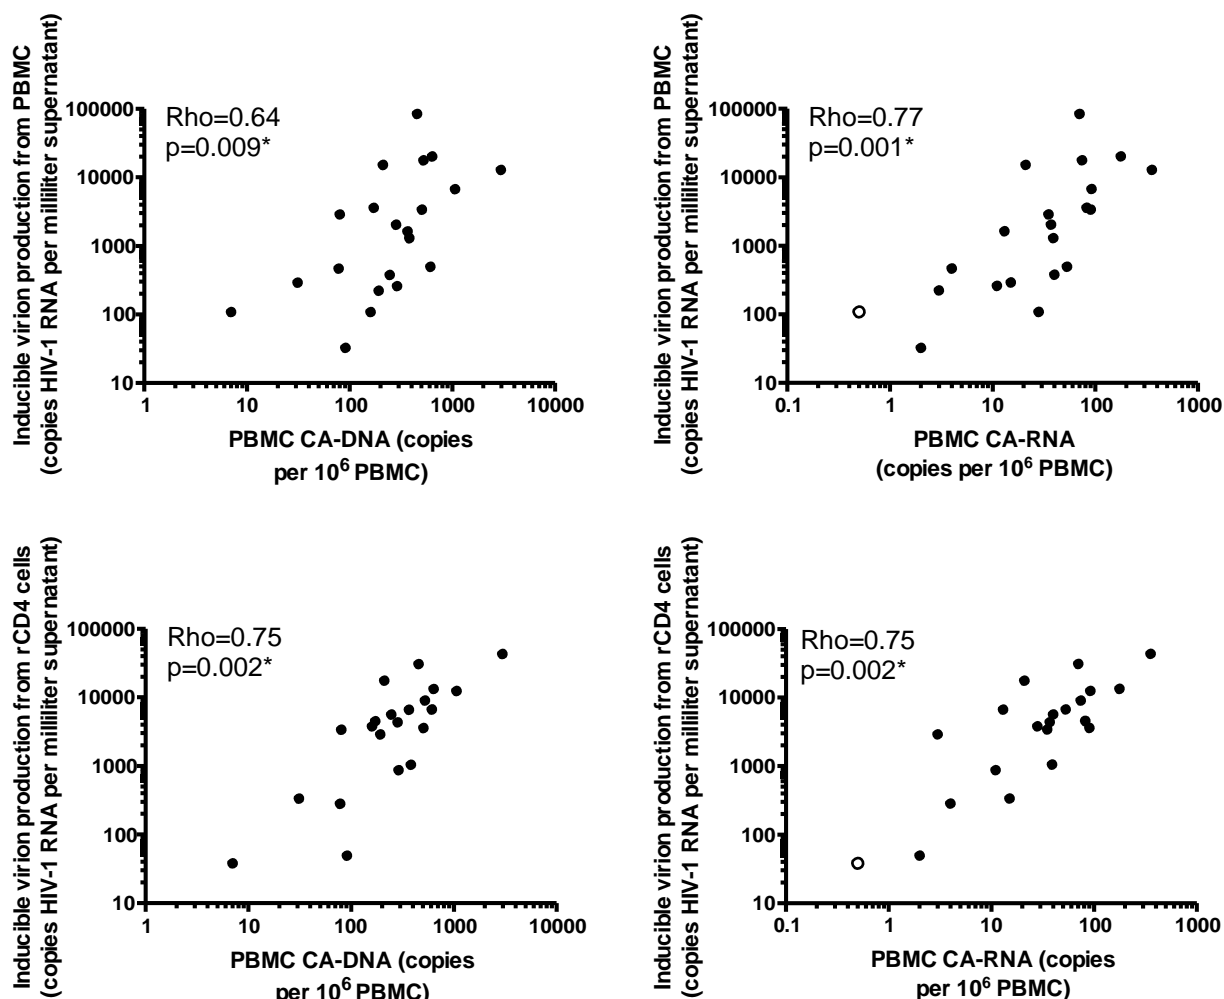 Inducible virion production from PBMC
(copies HIV-1 RNA per milliliter supernatant)
100000
10000
1000
100
10
Rho=0.64
p=0.009*
1
10
100
1000
10000
PBMC CA-DNA (copies
per 10⁶ PBMC)
Inducible virion production from PBMC
(copies HIV-1 RNA per milliliter supernatant)
100000
10000
1000
100
10
Rho=0.77
p=0.001*
0.1
1
10
100
1000
PBMC CA-RNA
(copies per 10⁶ PBMC)
Inducible virion production from rCD4 cells
(copies HIV-1 RNA per milliliter supernatant)
100000
10000
1000
100
10
Rho=0.75
p=0.002*
1
10
100
1000
10000
PBMC CA-DNA (copies
per 10⁶ PBMC)
Inducible virion production from rCD4 cells
(copies HIV-1 RNA per milliliter supernatant)
100000
10000
1000
100
10
Rho=0.75
p=0.002*
0.1
1
10
100
1000
PBMC CA-RNA (copies
per 10⁶ PBMC)